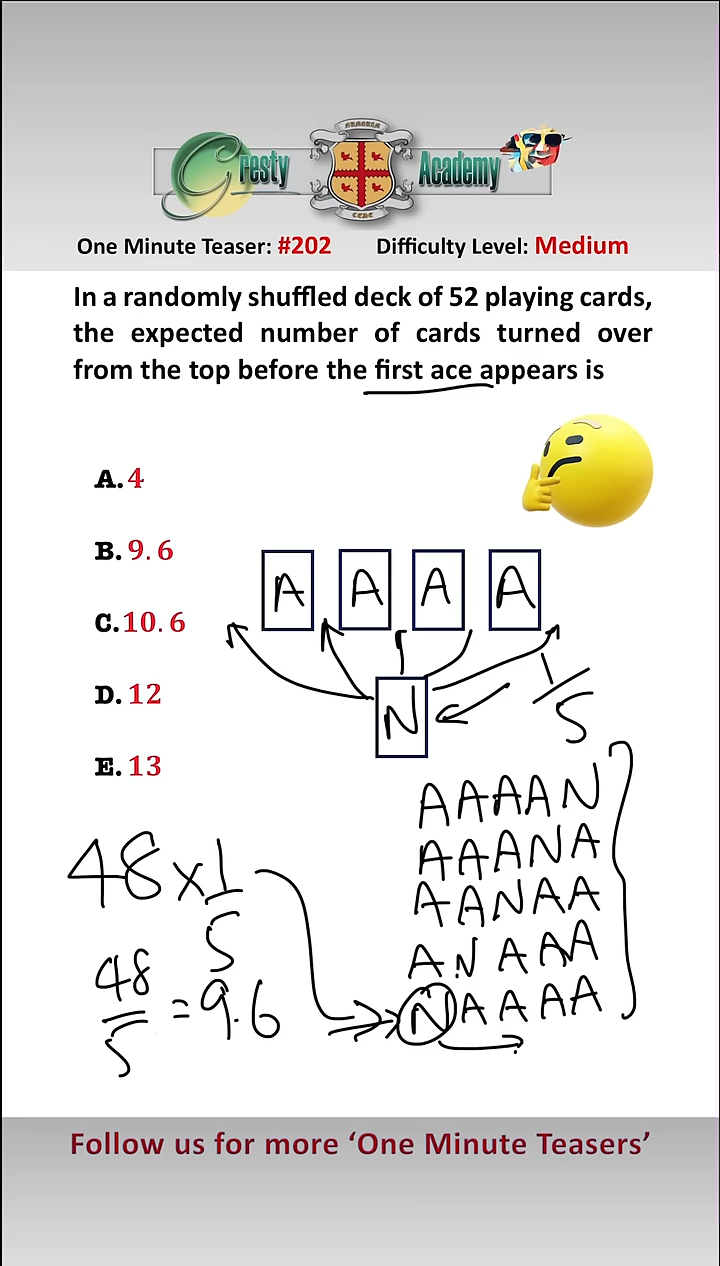 NUMORUM
Gresty Academy
CEDE
One Minute Teaser: #202 Difficulty Level: Medium
In a randomly shuffled deck of 52 playing cards,
the expected number of cards turned over
from the top before the first ace appears is
A. 4
B. 9.6
C. 10.6
D. 12
E. 13
A A A A
N
1/5
AAAAN
AAANA
AANAA
ANAAA
NAAAA
48 × 1/5
48/5 = 9.6
Follow us for more ‘One Minute Teasers’